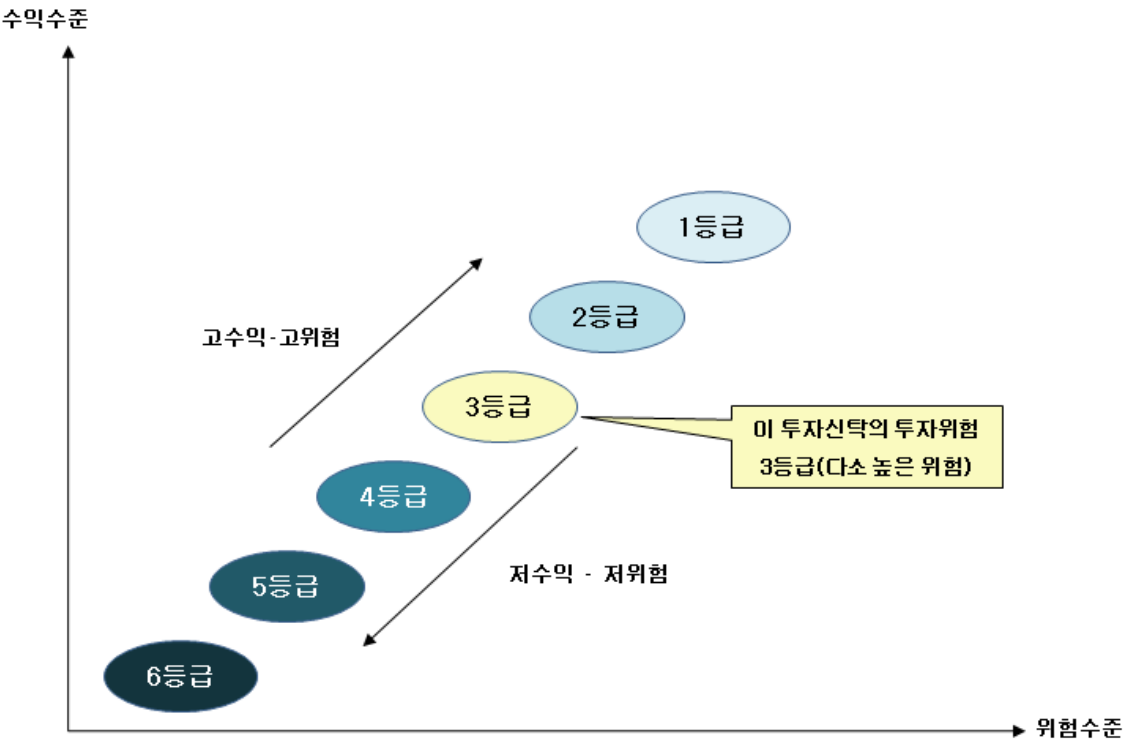 수익수준
1등급
2등급
고수익-고위험
3등급
이 투자신탁의 투자위험
3등급(다소 높은 위험)
4등급
저수익 - 저위험
5등급
6등급
위험수준